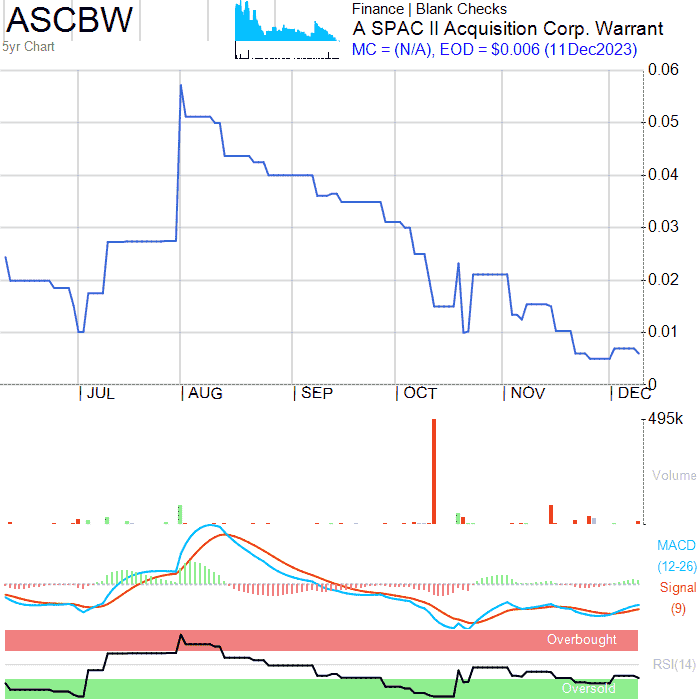 ASCBW
5yr Chart
Finance | Blank Checks
A SPAC II Acquisition Corp. Warrant
MC = (N/A), EOD = $0.006 (11Dec2023)
0.06
0.05
0.04
0.03
0.02
0.01
0
| JUL | AUG | SEP | OCT | NOV | DEC
495k
Volume
MACD
(12-26)
Signal
(9)
Overbought
RSI(14)
Oversold